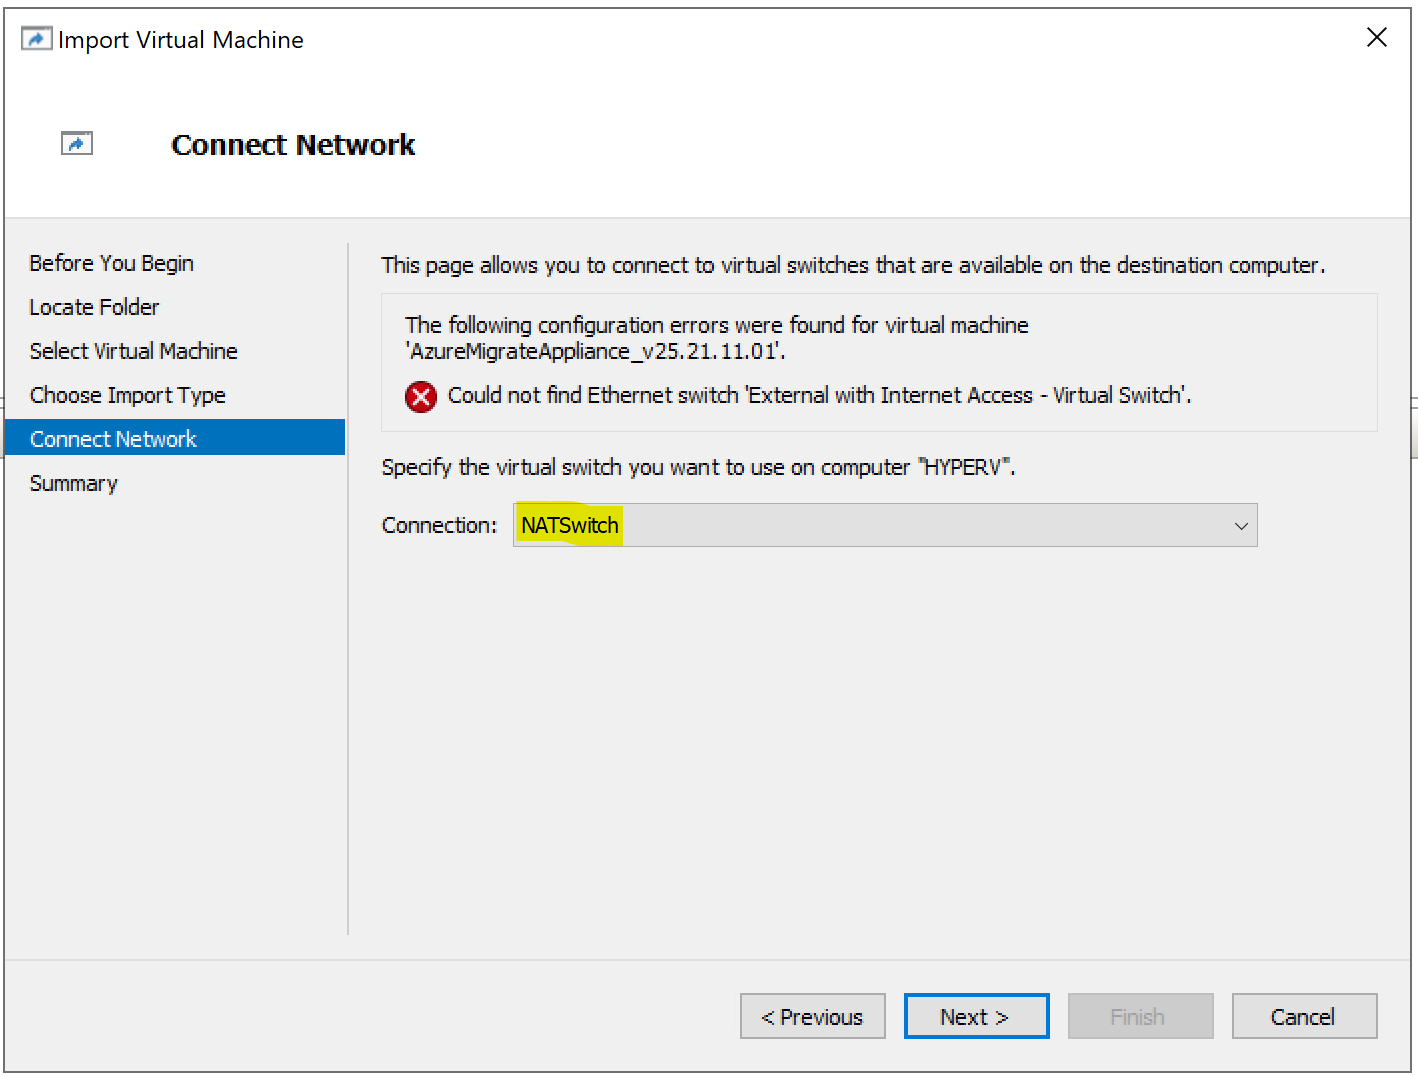 Import Virtual Machine
Connect Network
Before You Begin
Locate Folder
Select Virtual Machine
Choose Import Type
Connect Network
Summary
This page allows you to connect to virtual switches that are available on the destination computer.
The following configuration errors were found for virtual machine
'AzureMigrateAppliance_v25.21.11.01'.
Could not find Ethernet switch 'External with Internet Access - Virtual Switch'.
Specify the virtual switch you want to use on computer "HYPERV".
Connection: NATSwitch
< Previous Next > Finish Cancel